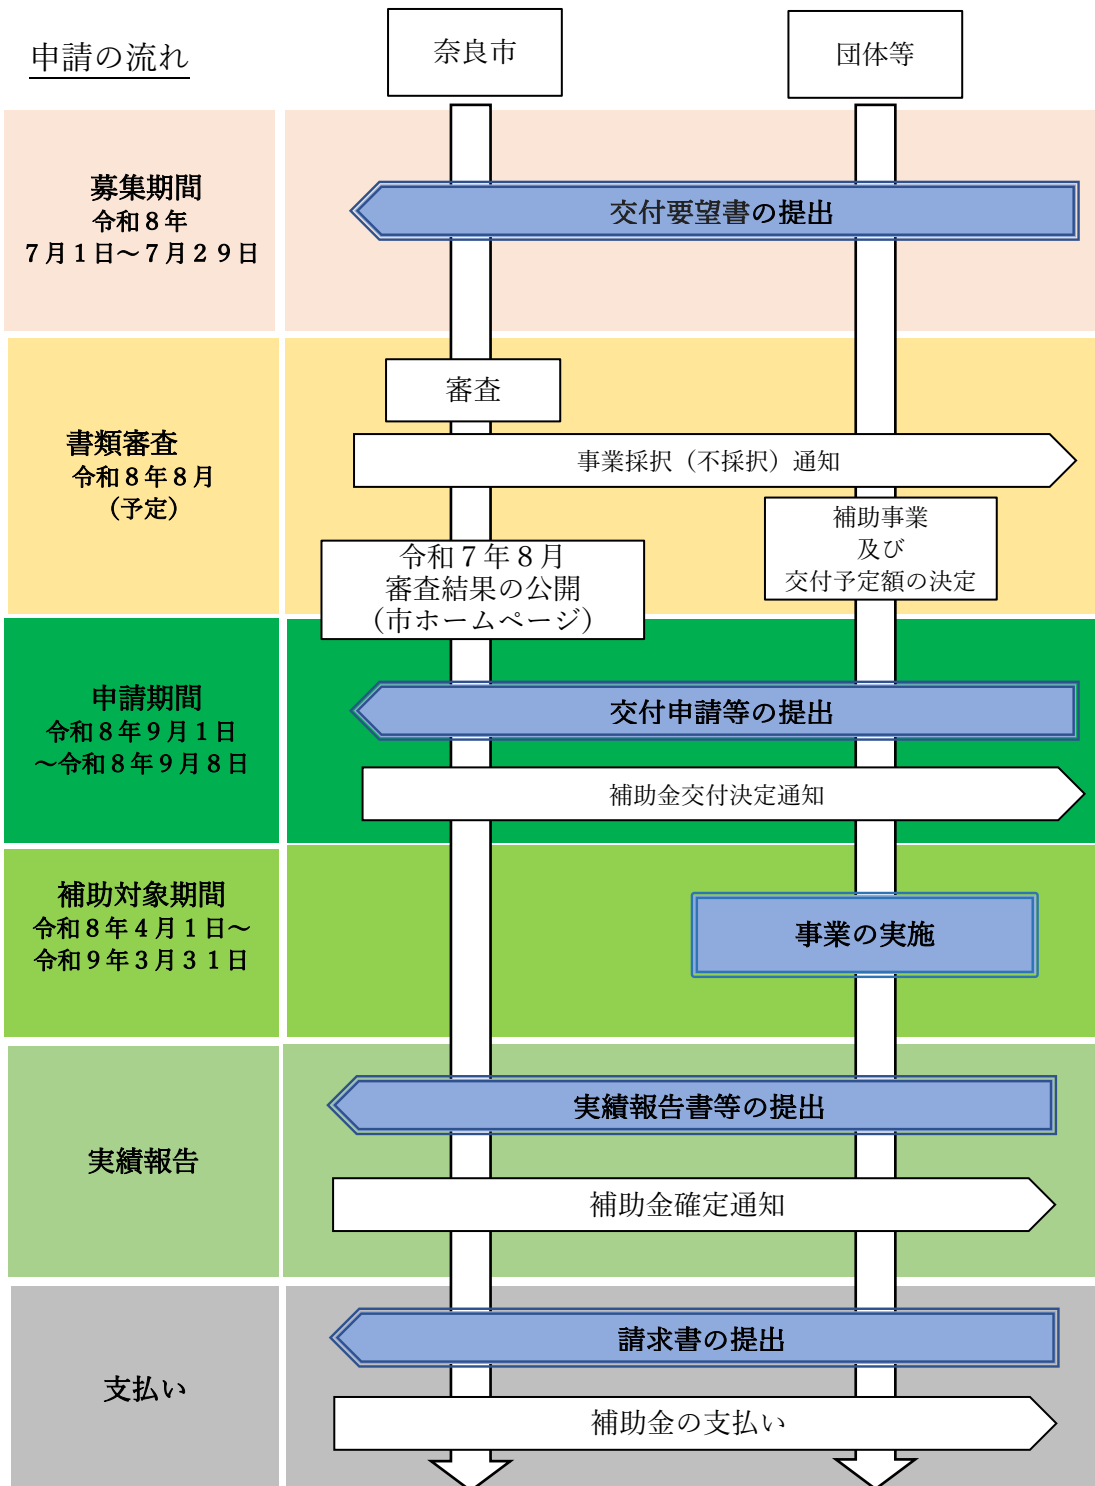 申請の流れ
奈良市
団体等
募集期間
令和８年
７月１日～７月２９日
交付要望書の提出
書類審査
令和８年８月
（予定）
審査
事業採択（不採択）通知
補助事業
及び
交付予定額の決定
令和７年８月
審査結果の公開
（市ホームページ）
申請期間
令和８年９月１日
～令和８年９月８日
交付申請等の提出
補助金交付決定通知
補助対象期間
令和８年４月１日～
令和９年３月３１日
事業の実施
実績報告
実績報告書等の提出
補助金確定通知
支払い
請求書の提出
補助金の支払い